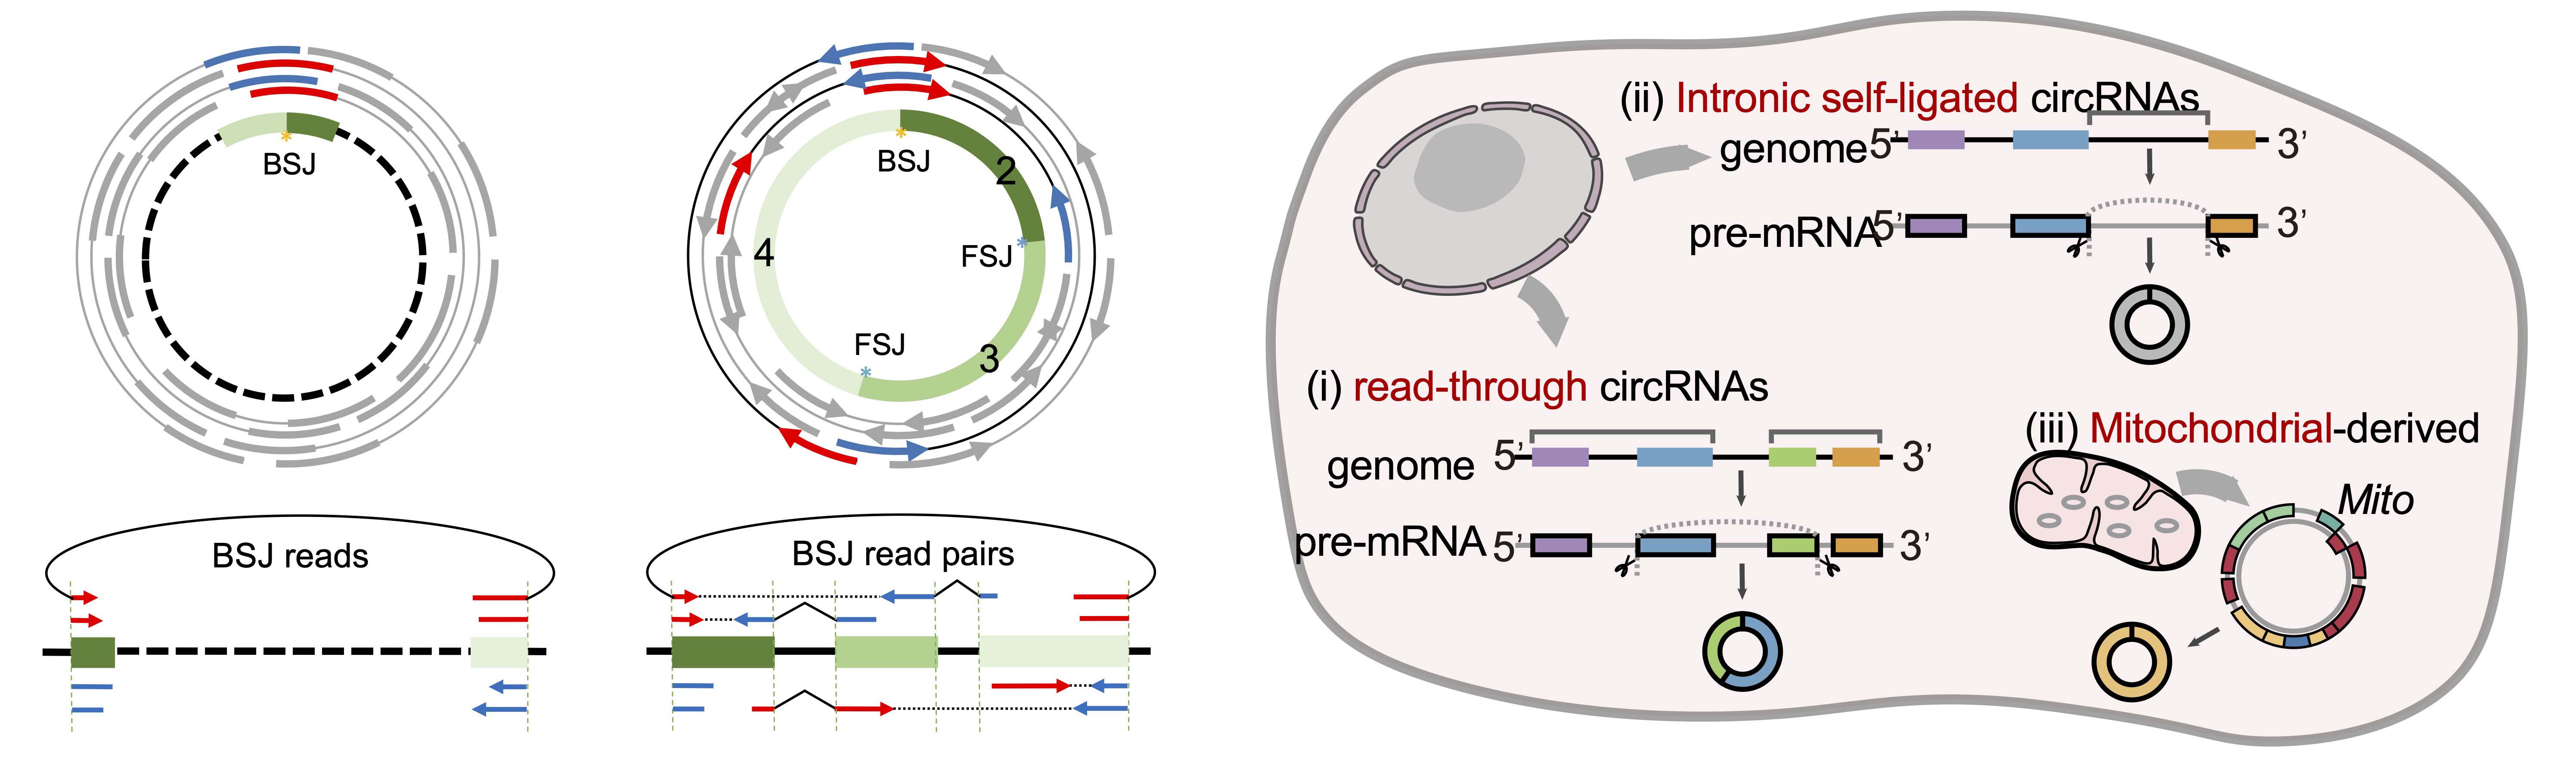 *
BSJ
BSJ reads
*
BSJ
2
FSJ
*
3
FSJ
*
4
BSJ read pairs
(ii) Intronic self-ligated circRNAs
genome 5’ 3’
pre-mRNA 5’ 3’
(i) read-through circRNAs
genome 5’ 3’
pre-mRNA 5’ 3’
(iii) Mitochondrial-derived
Mito